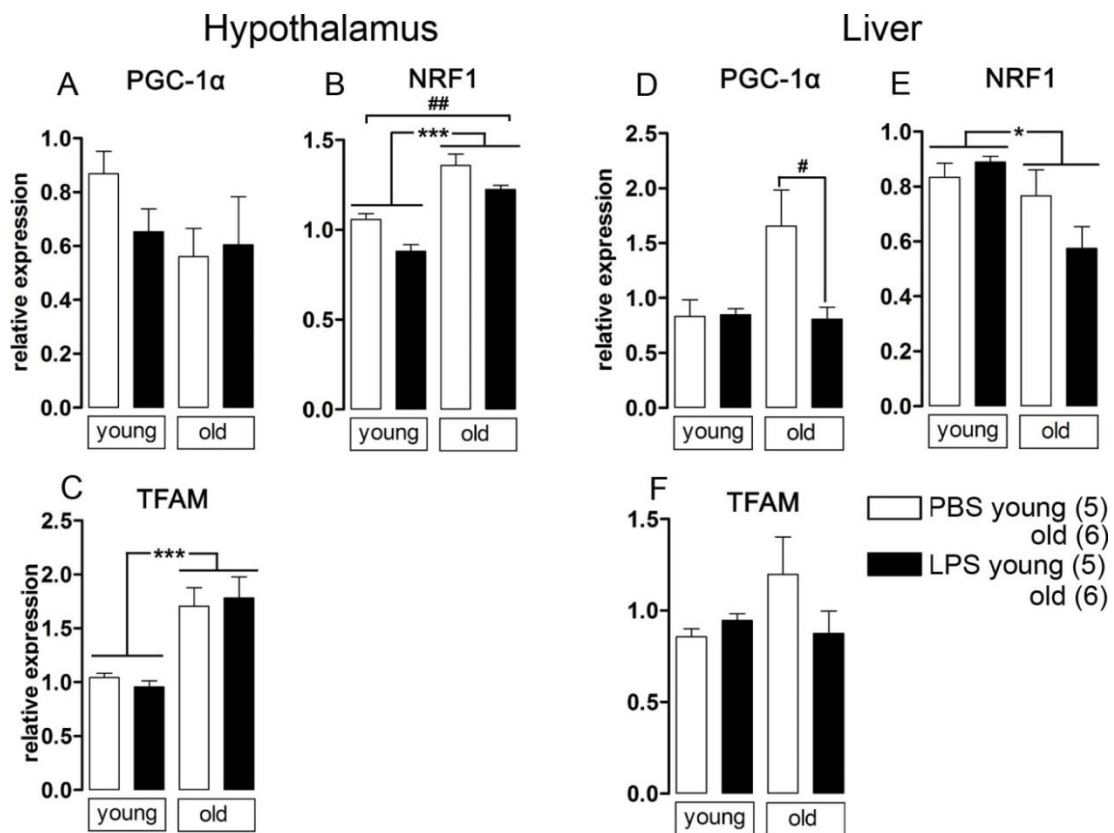 Hypothalamus
Liver
A
PGC-1α
relative expression
1.0
0.8
0.6
0.4
0.2
0.0
young
old
B
NRF1
##
***
1.5
1.0
0.5
0.0
young
old
D
PGC-1α
relative expression
2.5
2.0
1.5
1.0
0.5
0.0
#
young
old
E
NRF1
*
1.0
0.8
0.6
0.4
0.2
0.0
young
old
C
TFAM
relative expression
2.5
2.0
1.5
1.0
0.5
0.0
***
young
old
F
TFAM
1.5
1.0
0.5
0.0
young
old
PBS young (5)
old (6)
LPS young (5)
old (6)